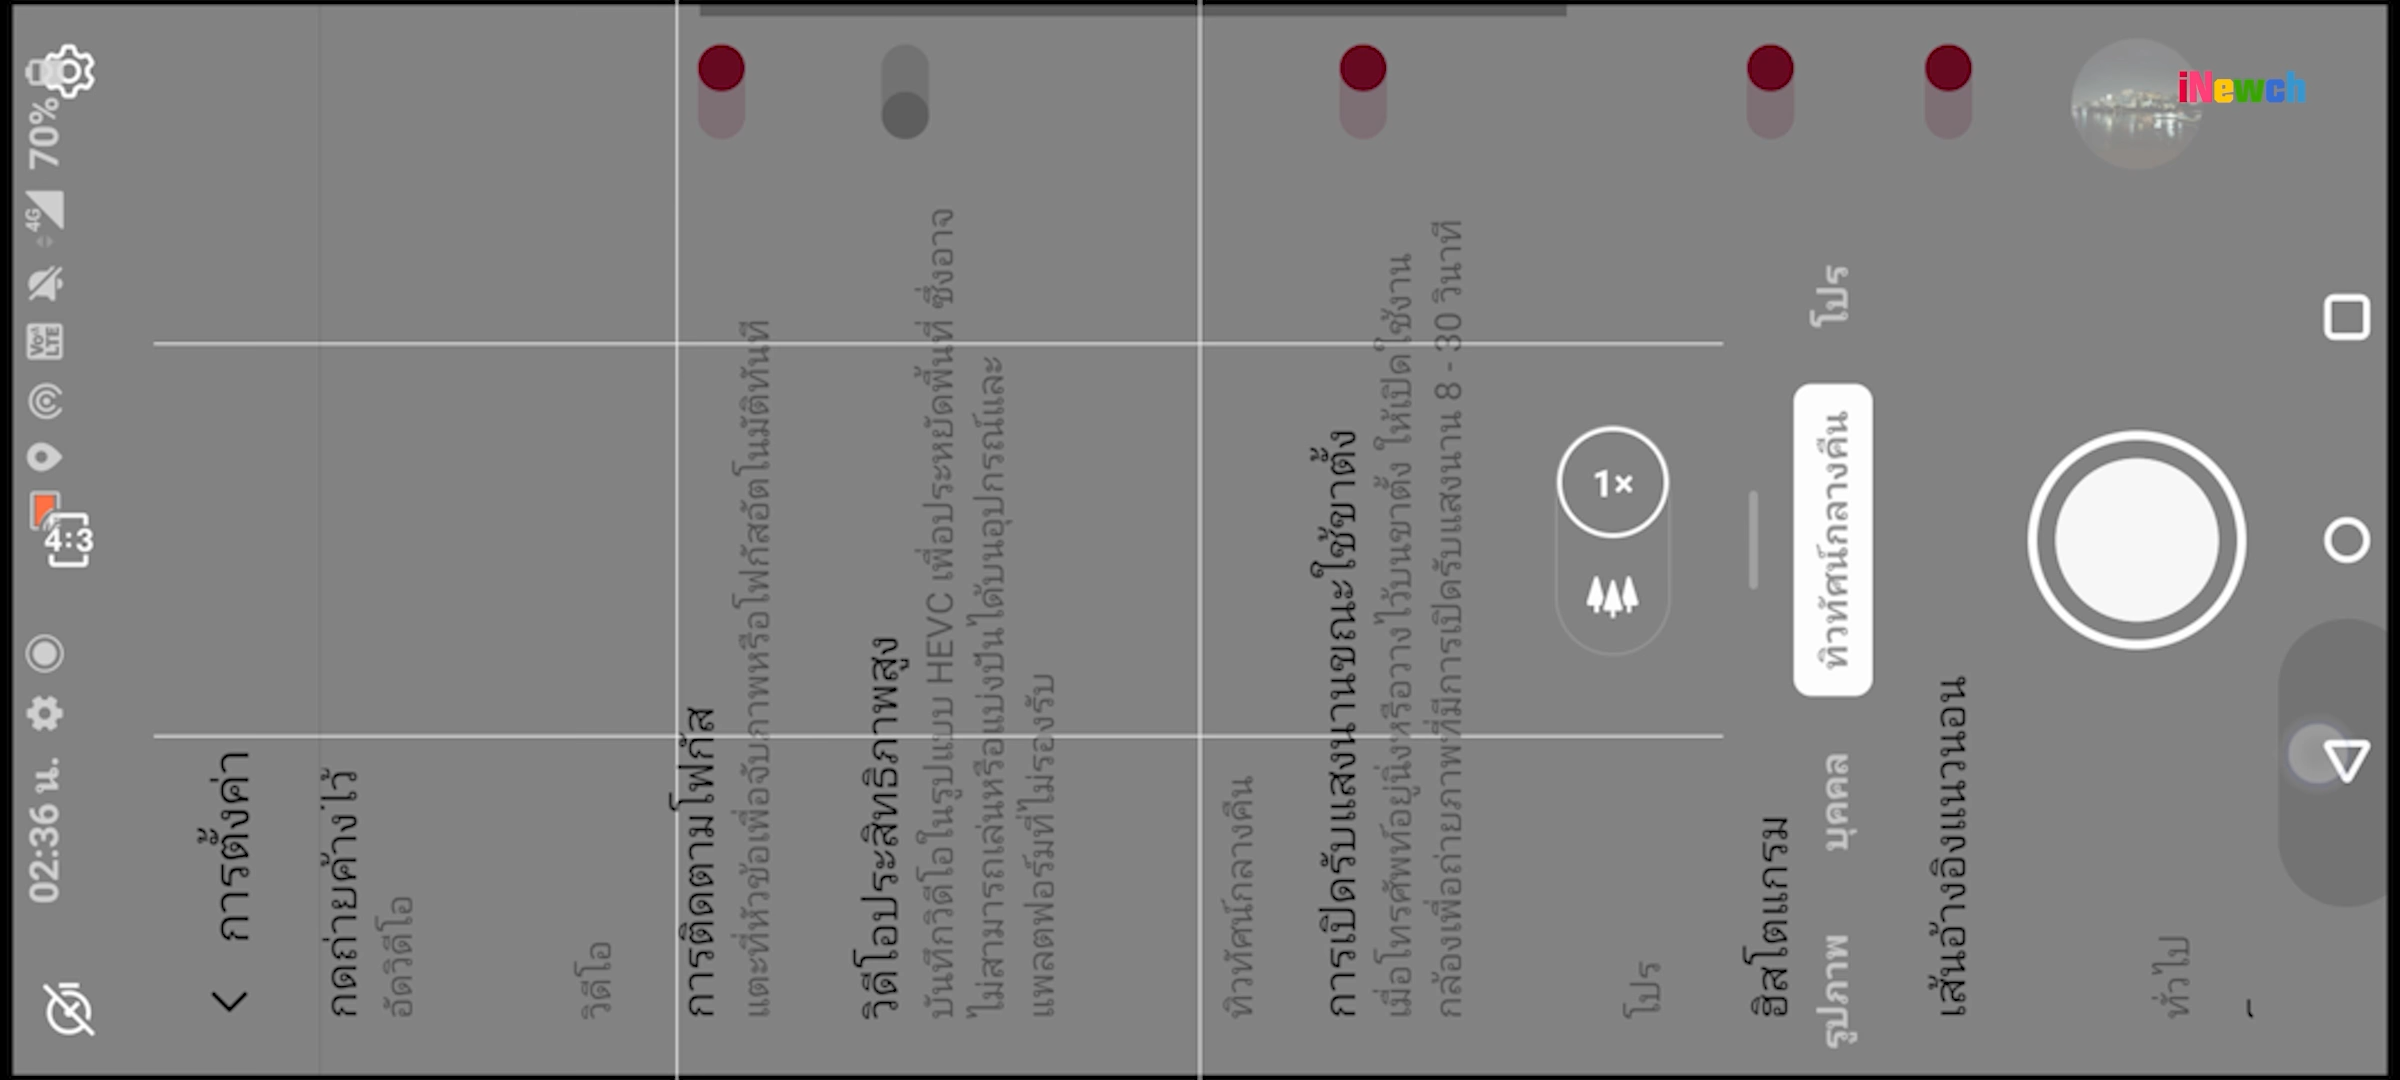 02:36 น.
4G
70%
VoLTE
4:3
iNewch
การตั้งค่า
กดถ่ายค้างไว้
อัดวิดีโอ
วิดีโอ
การติดตามโฟกัส
แตะที่หัวข้อเพื่อจับภาพหรือโฟกัสอัตโนมัติทันที
วิดีโอประสิทธิภาพสูง
บันทึกวิดีโอในรูปแบบ HEVC เพื่อประหยัดพื้นที่ ซึ่งอาจ
ไม่สามารถเล่นหรือแบ่งปันได้บนอุปกรณ์และ
แพลตฟอร์มที่ไม่รองรับ
ทิวทัศน์กลางคืน
การเปิดรับแสงนานขณะใช้ขาตั้ง
เมื่อโทรศัพท์อยู่นิ่งหรือวางไว้บนขาตั้ง ให้เปิดใช้งาน
กล้องเพื่อถ่ายภาพที่มีการเปิดรับแสงนาน 8 - 30 วินาที
1×
โปร
ฮิสโตแกรม
รูปภาพ
บุคคล
ทิวทัศน์กลางคืน
โปร
เส้นอ้างอิงแนวนอน
ทั่วไป